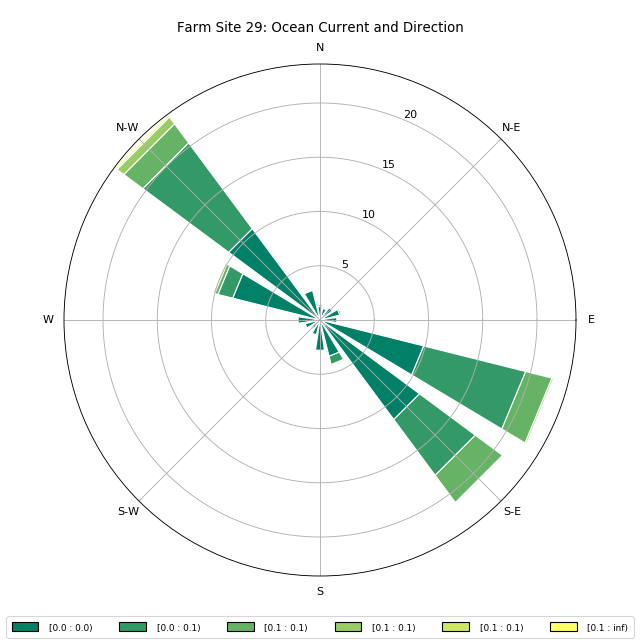 Farm Site 29: Ocean Current and Direction
N
N-W
N-E
20
15
10
5
W
E
S-W
S-E
S
[0.0 : 0.0)
[0.0 : 0.1)
[0.1 : 0.1)
[0.1 : 0.1)
[0.1 : 0.1)
[0.1 : inf)